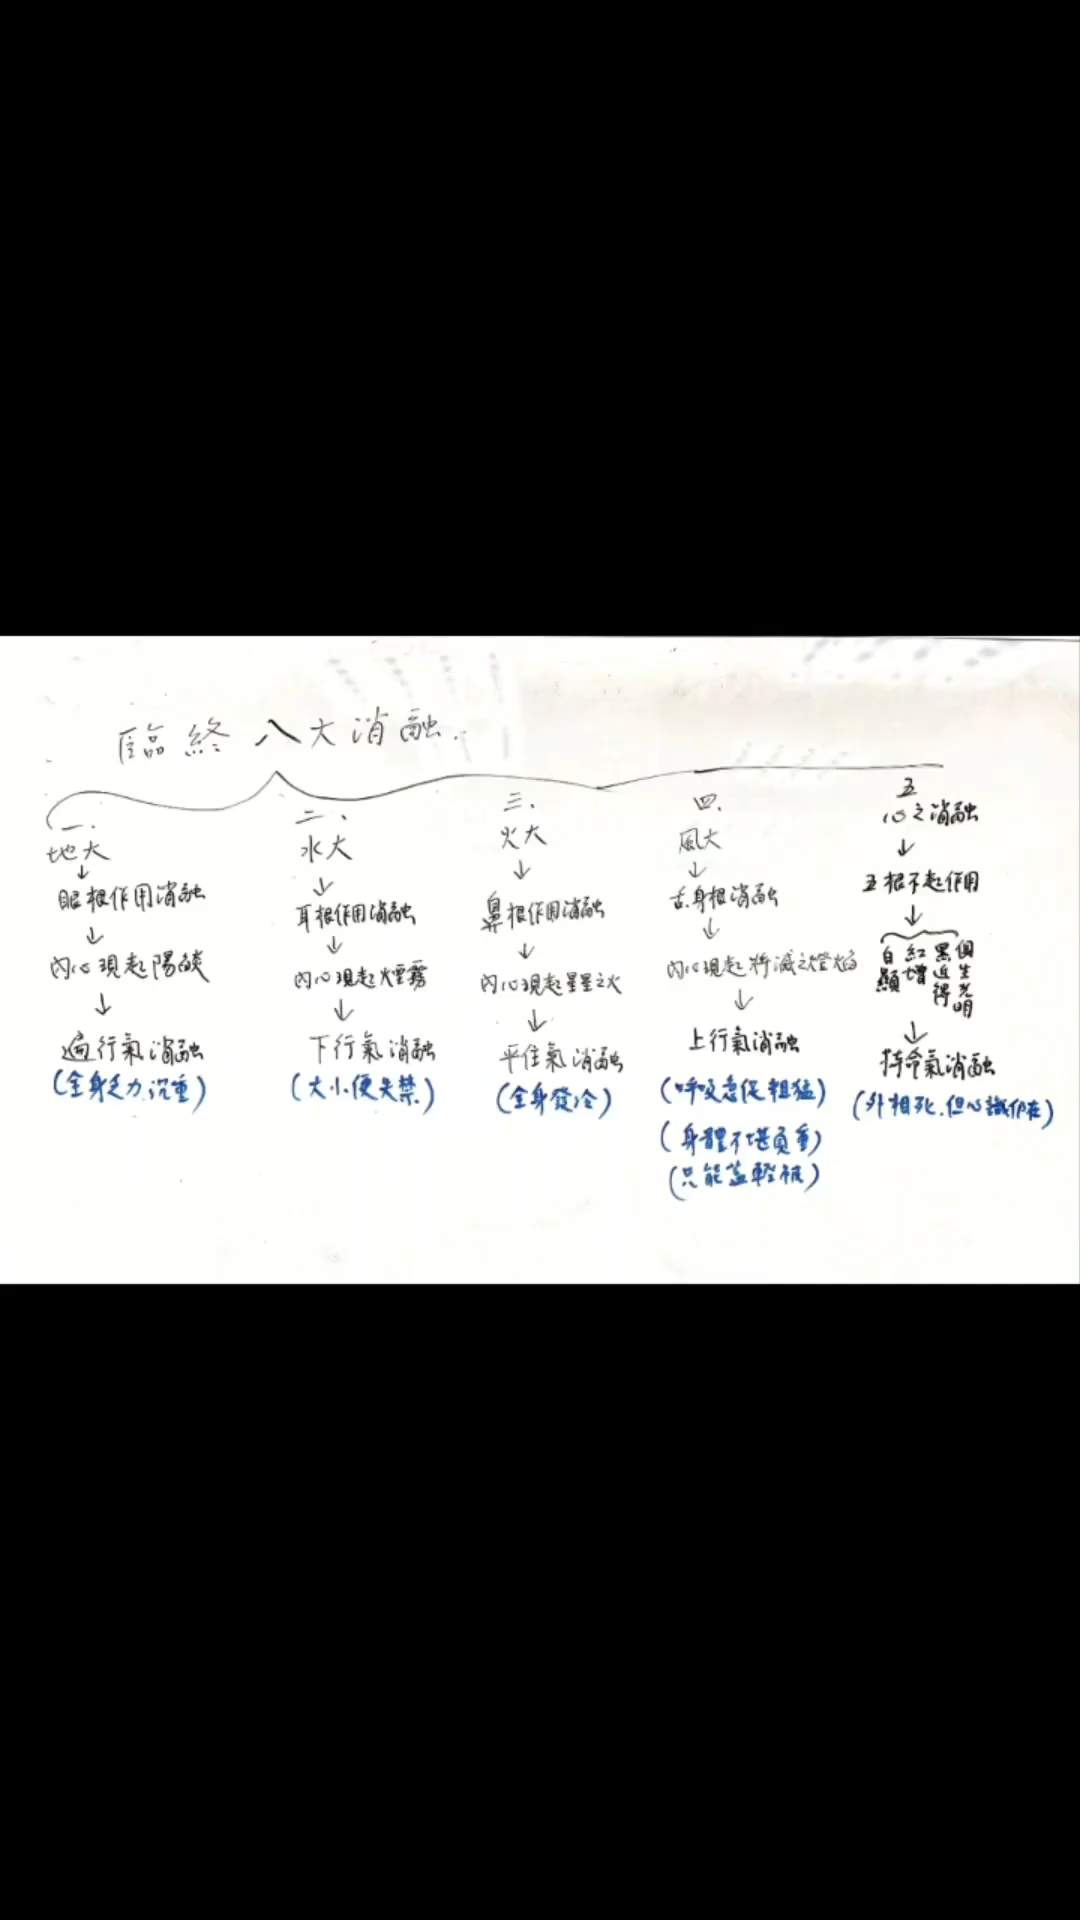 臨終八大消融.
一.
地大
↓
眼根作用消融
↓
內心現起陽燄
↓
遍行氣消融
(全身乏力.沉重)
二、
水大
↓
耳根作用消融
↓
內心現起煙霧
↓
下行氣消融
(大小便失禁)
三.
火大
↓
鼻根作用消融
↓
內心現起星星之火
↓
平住氣消融
(全身發冷)
四.
風大
↓
舌.身根消融
↓
內心現起將滅之燈焰
↓
上行氣消融
(呼吸急促粗猛)
(身體不堪負重)
(只能蓋輕被)
五
心之消融
↓
五根不起作用
↓
白顯
紅增
黑近得
俱生光明
↓
持命氣消融
(外相死.但心識仍在)